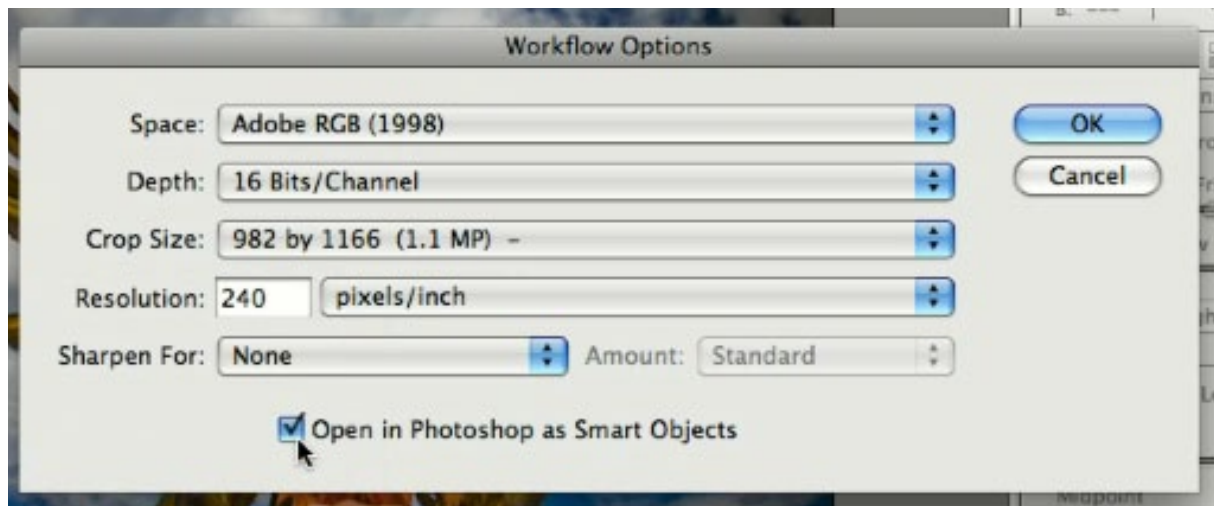 Workflow Options
Space: Adobe RGB (1998)
OK
Depth: 16 Bits/Channel
Cancel
Crop Size: 982 by 1166 (1.1 MP) –
Resolution: 240 pixels/inch
Sharpen For: None Amount: Standard
Open in Photoshop as Smart Objects
Midpoint